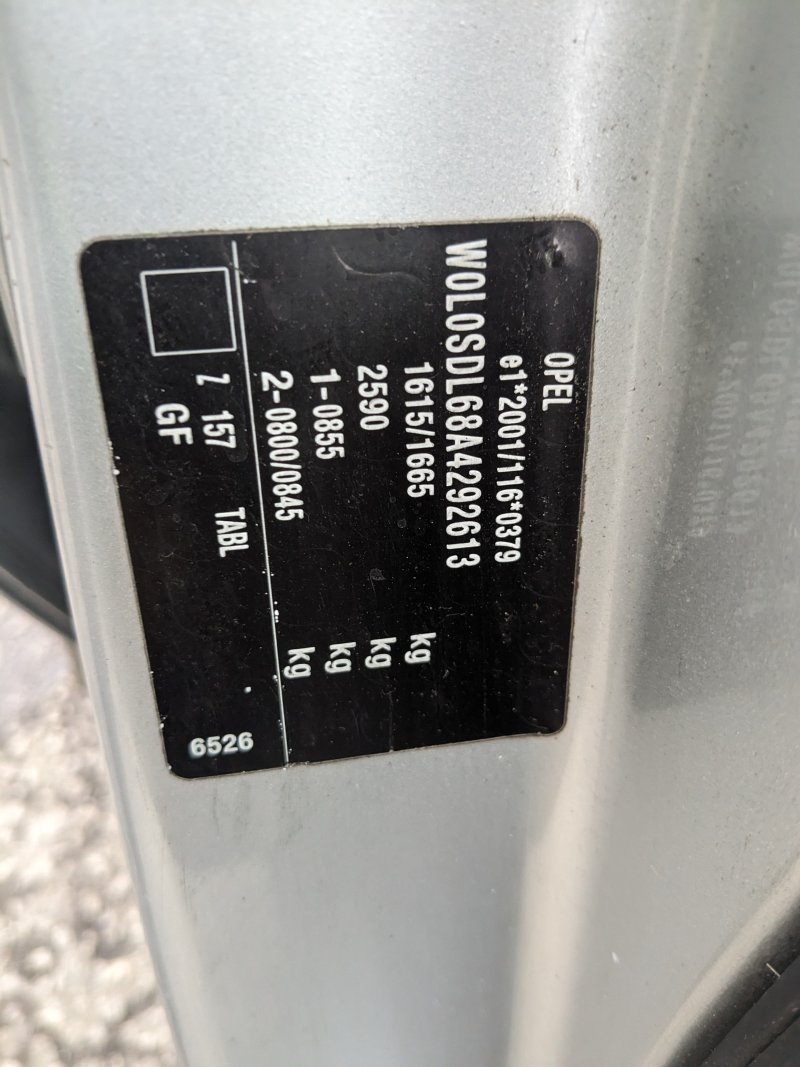 OPEL
e1*2001/116*0379
W0L0SDL68A4292613
1615/1665 kg
2590 kg
1-0855 kg
2-0800/0845 kg
Z 157 TABL
GF
6526